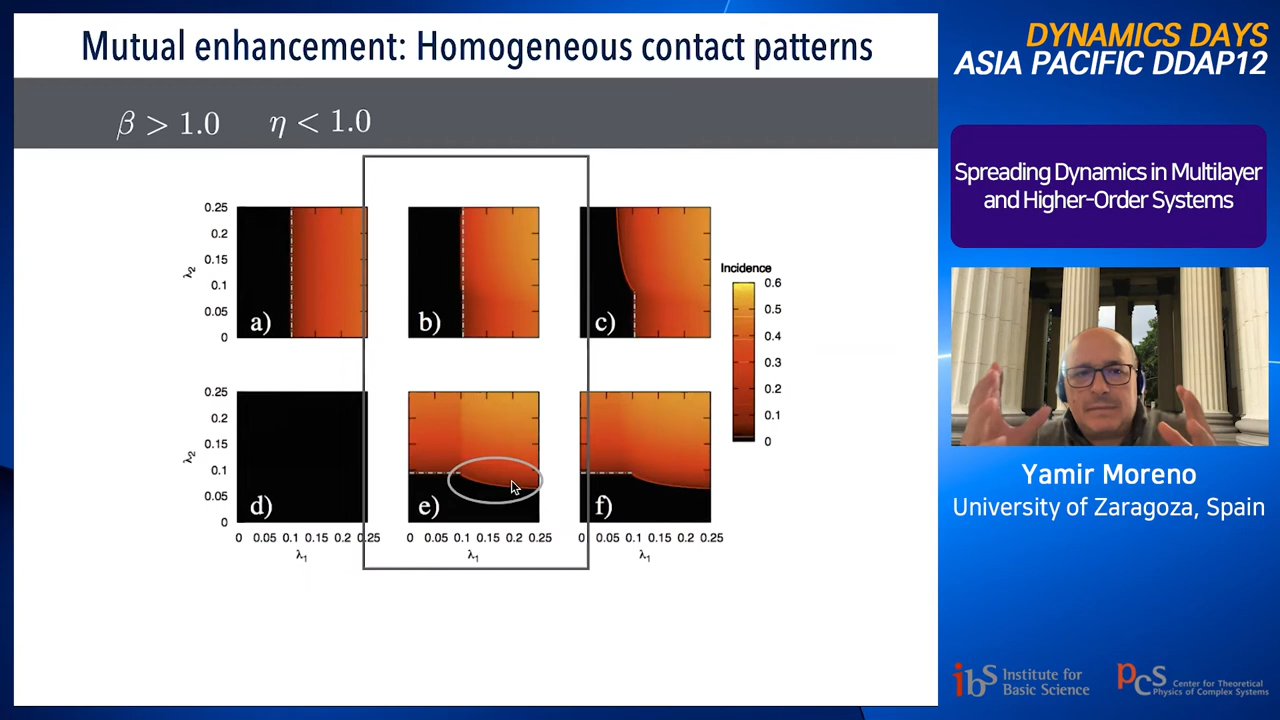 Mutual enhancement: Homogeneous contact patterns
β > 1.0 η < 1.0
0.25
0.2
0.15
0.1
0.05
0
λ2
a)
b)
c)
Incidence
0.6
0.5
0.4
0.3
0.2
0.1
0
0.25
0.2
0.15
0.1
0.05
0
λ2
d)
e)
f)
0 0.05 0.1 0.15 0.2 0.25
λ1
0 0.05 0.1 0.15 0.2 0.25
λ1
0 0.05 0.1 0.15 0.2 0.25
λ1
DYNAMICS DAYS
ASIA PACIFIC DDAP12
Spreading Dynamics in Multilayer
and Higher-Order Systems
Yamir Moreno
University of Zaragoza, Spain
ibS Institute for
Basic Science
PCS Center for Theoretical
Physics of Complex Systems